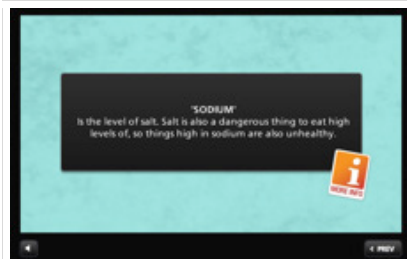 'SODIUM'
Is the level of salt. Salt is also a dangerous thing to eat high
levels of, so things high in sodium are also unhealthy.
MORE INFO
< PREV